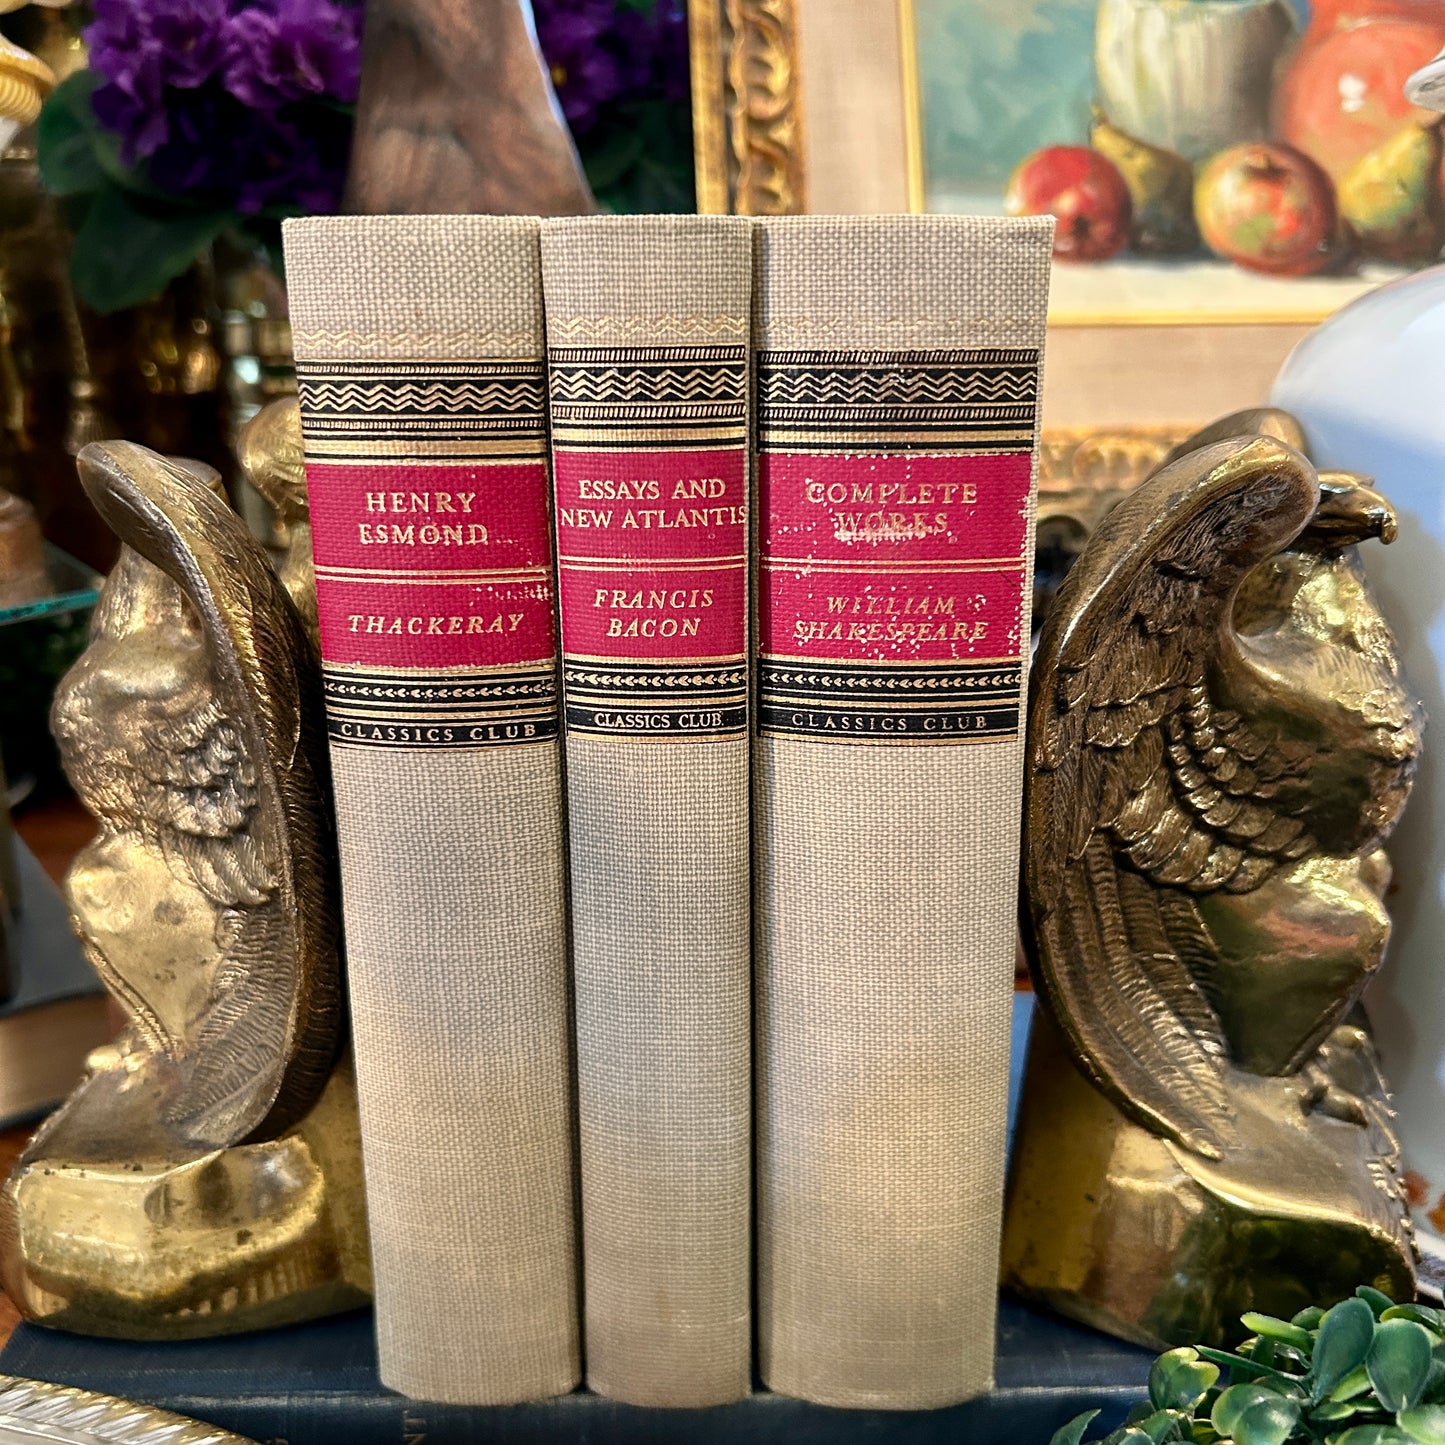 HENRY
ESMOND
THACKERAY
CLASSICS CLUB
ESSAYS AND
NEW ATLANTIS
FRANCIS
BACON
CLASSICS CLUB
COMPLETE
WORKS
WILLIAM
SHAKESPEARE
CLASSICS CLUB